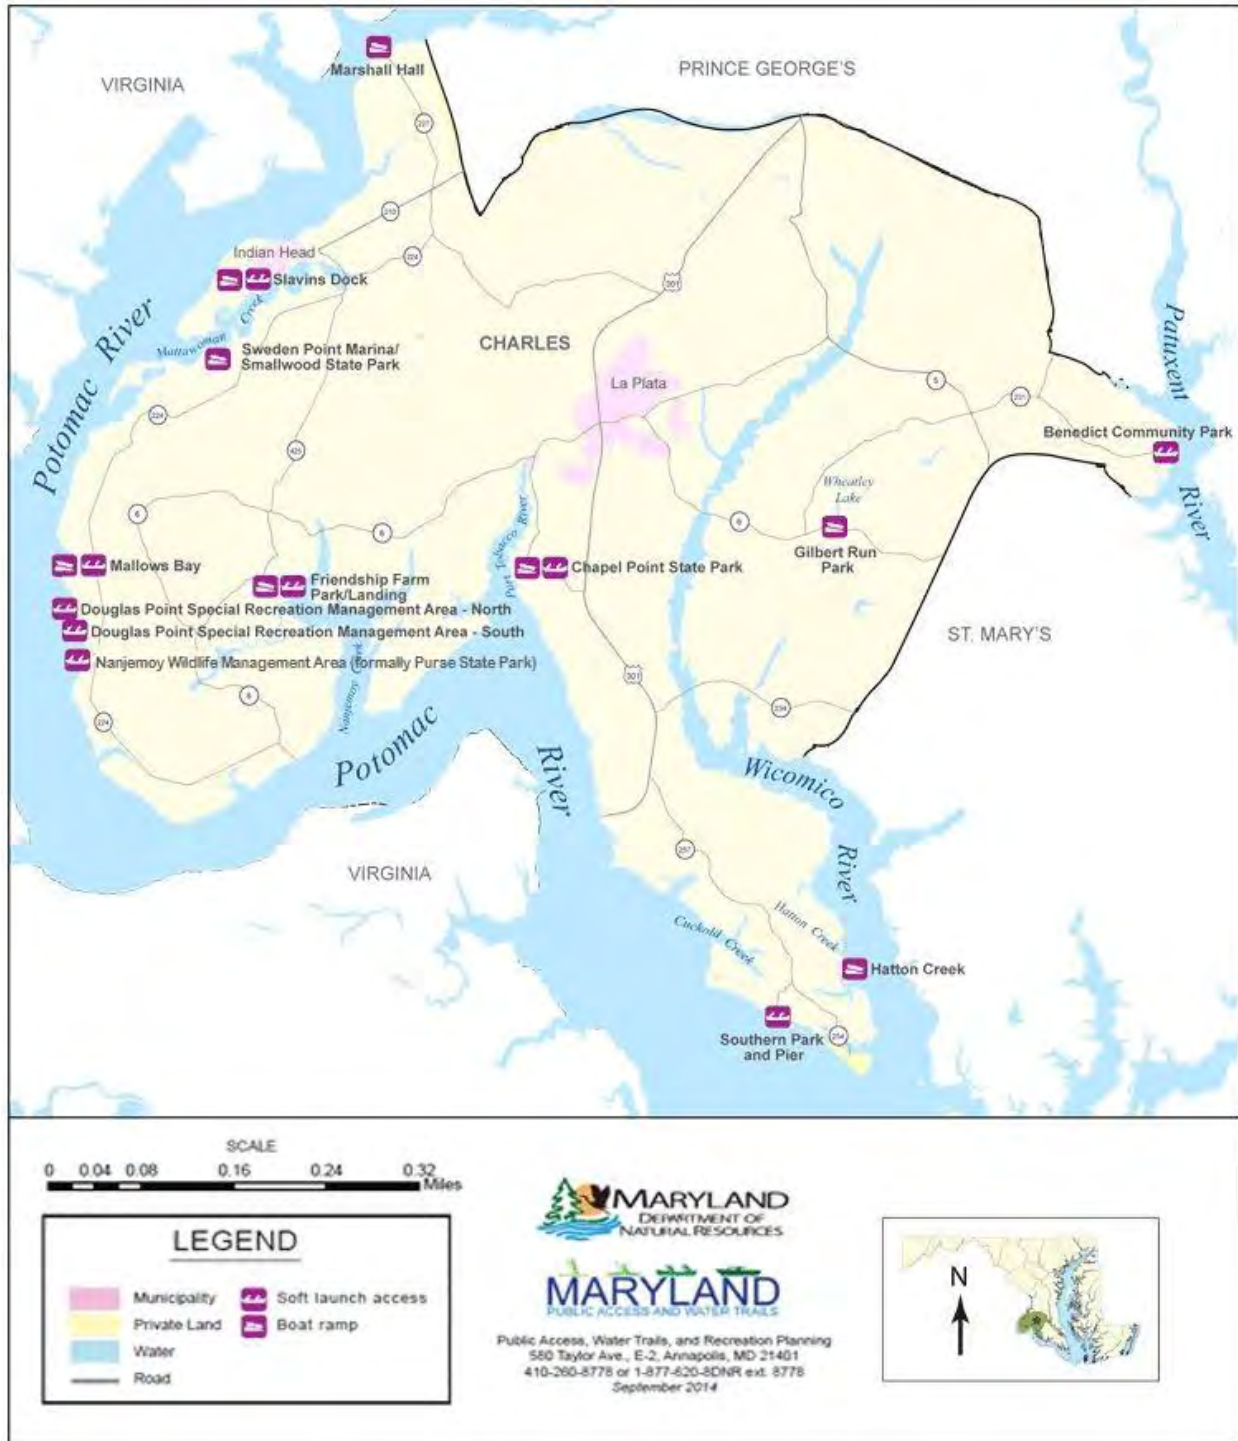 Marshall Hall
VIRGINIA
PRINCE GEORGE'S
227
210
Indian Head
224
Slavins Dock
301
Potomac River
Mattawoman Creek
Sweden Point Marina/
Smallwood State Park
CHARLES
La Plata
Patuxent River
5
231
224
425
Benedict Community Park
Wheatley
Lake
6
6
6
Port Tobacco River
Gilbert Run
Park
Mallows Bay
Friendship Farm
Park/Landing
Chapel Point State Park
Douglas Point Special Recreation Management Area - North
Douglas Point Special Recreation Management Area - South
ST. MARY'S
Nanjemoy Wildlife Management Area (formally Purse State Park)
Nanjemoy Creek
6
301
234
224
Potomac River
Wicomico River
257
VIRGINIA
Cuckold Creek
Hatton Creek
Hatton Creek
Southern Park
and Pier
254
SCALE
0 0.04 0.08 0.16 0.24 0.32
Miles
LEGEND
Municipality
Private Land
Water
Road
Soft launch access
Boat ramp
MARYLAND
DEPARTMENT OF
NATURAL RESOURCES
MARYLAND
PUBLIC ACCESS AND WATER TRAILS
Public Access, Water Trails, and Recreation Planning
580 Taylor Ave., E-2, Annapolis, MD 21401
410-260-8778 or 1-877-620-8DNR ext. 8778
September 2014
N